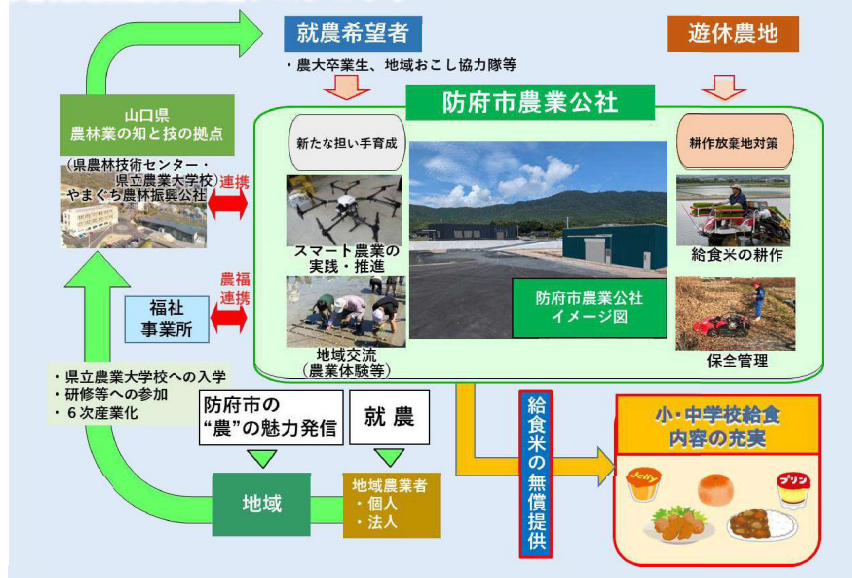 就農希望者
・農大卒業生、地域おこし協力隊等
遊休農地
山口県
農林業の知と技の拠点
（県農林技術センター・
県立農業大学校）
やまぐち農林振興公社
連携
防府市農業公社
新たな担い手育成
耕作放棄地対策
スマート農業の
実践・推進
給食米の耕作
防府市農業公社
イメージ図
農福
連携
福祉
事業所
地域交流
（農業体験等）
保全管理
・県立農業大学校への入学
・研修等への参加
・６次産業化
防府市の
“農”の魅力発信
就 農
地域
地域農業者
・個人
・法人
給食米の無償提供
小・中学校給食
内容の充実
Jelly
プリン